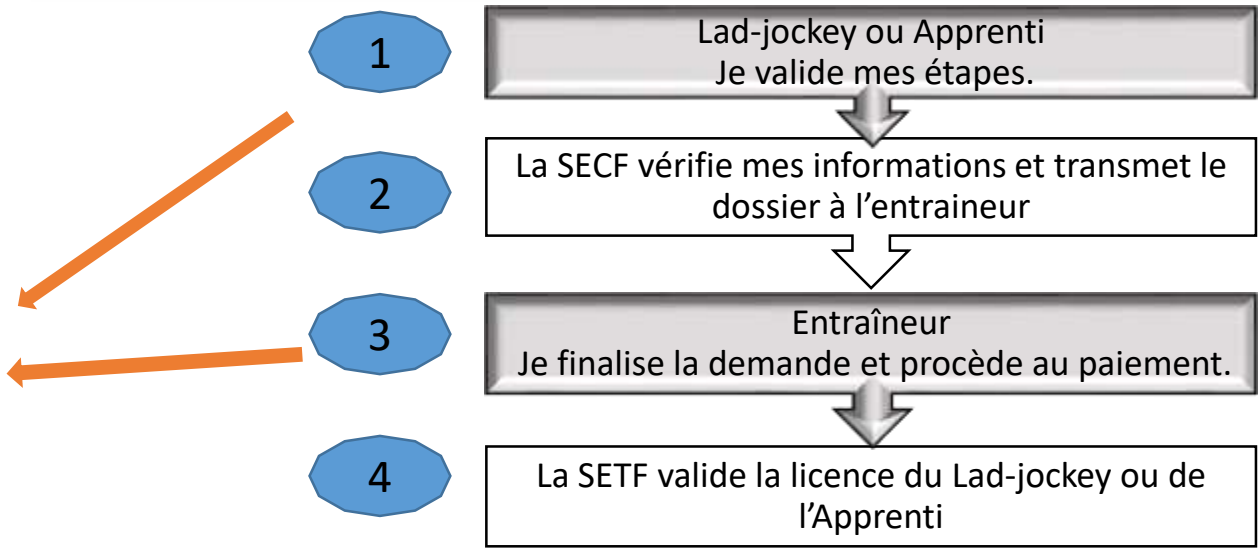 1
Lad-jockey ou Apprenti
Je valide mes étapes.
2
La SECF vérifie mes informations et transmet le
dossier à l’entraineur
3
Entraîneur
Je finalise la demande et procède au paiement.
4
La SETF valide la licence du Lad-jockey ou de
l’Apprenti